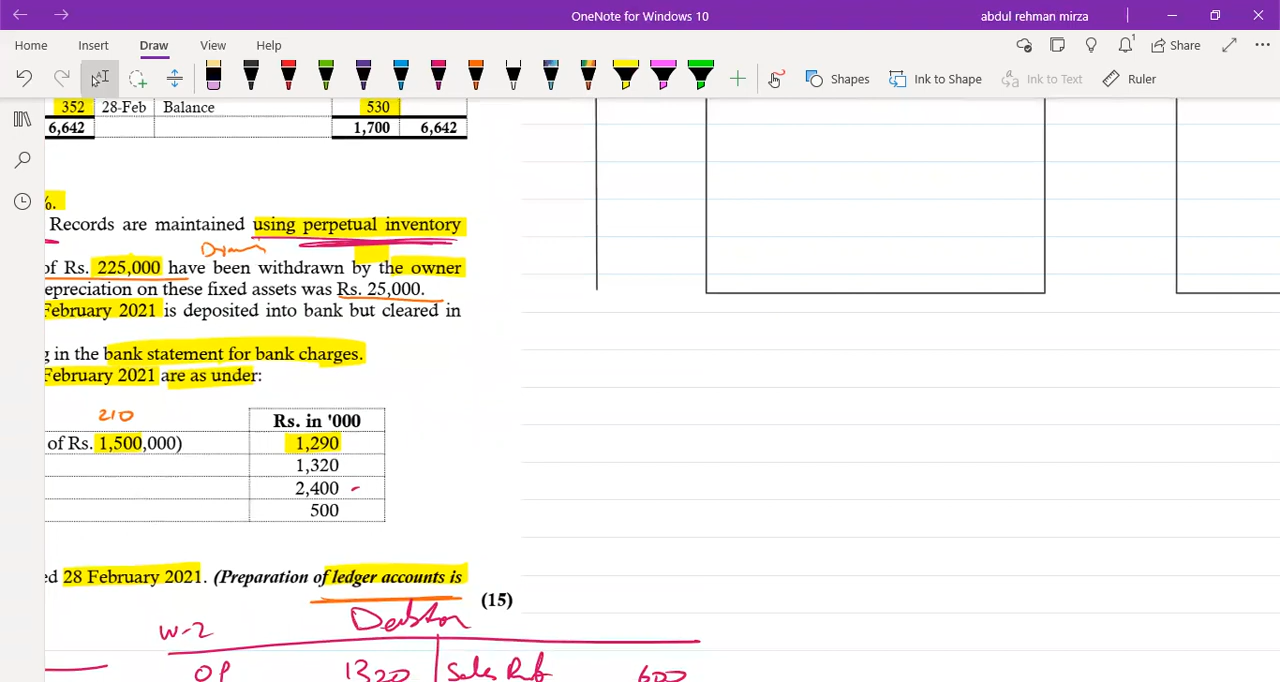 OneNote for Windows 10
abdul rehman mirza
Home Insert Draw View Help
Share
Shapes Ink to Shape Ink to Text Ruler
352 28-Feb Balance 530
6,642 1,700 6,642
%.
Records are maintained using perpetual inventory
of Rs. 225,000 have been withdrawn by the owner
epreciation on these fixed assets was Rs. 25,000.
February 2021 is deposited into bank but cleared in
g in the bank statement for bank charges.
February 2021 are as under:
210
Rs. in '000
of Rs. 1,500,000) 1,290
1,320
2,400
500
ed 28 February 2021. (Preparation of ledger accounts is
(15)
W-2 Debtor
OP 1320 Sales Ret 600